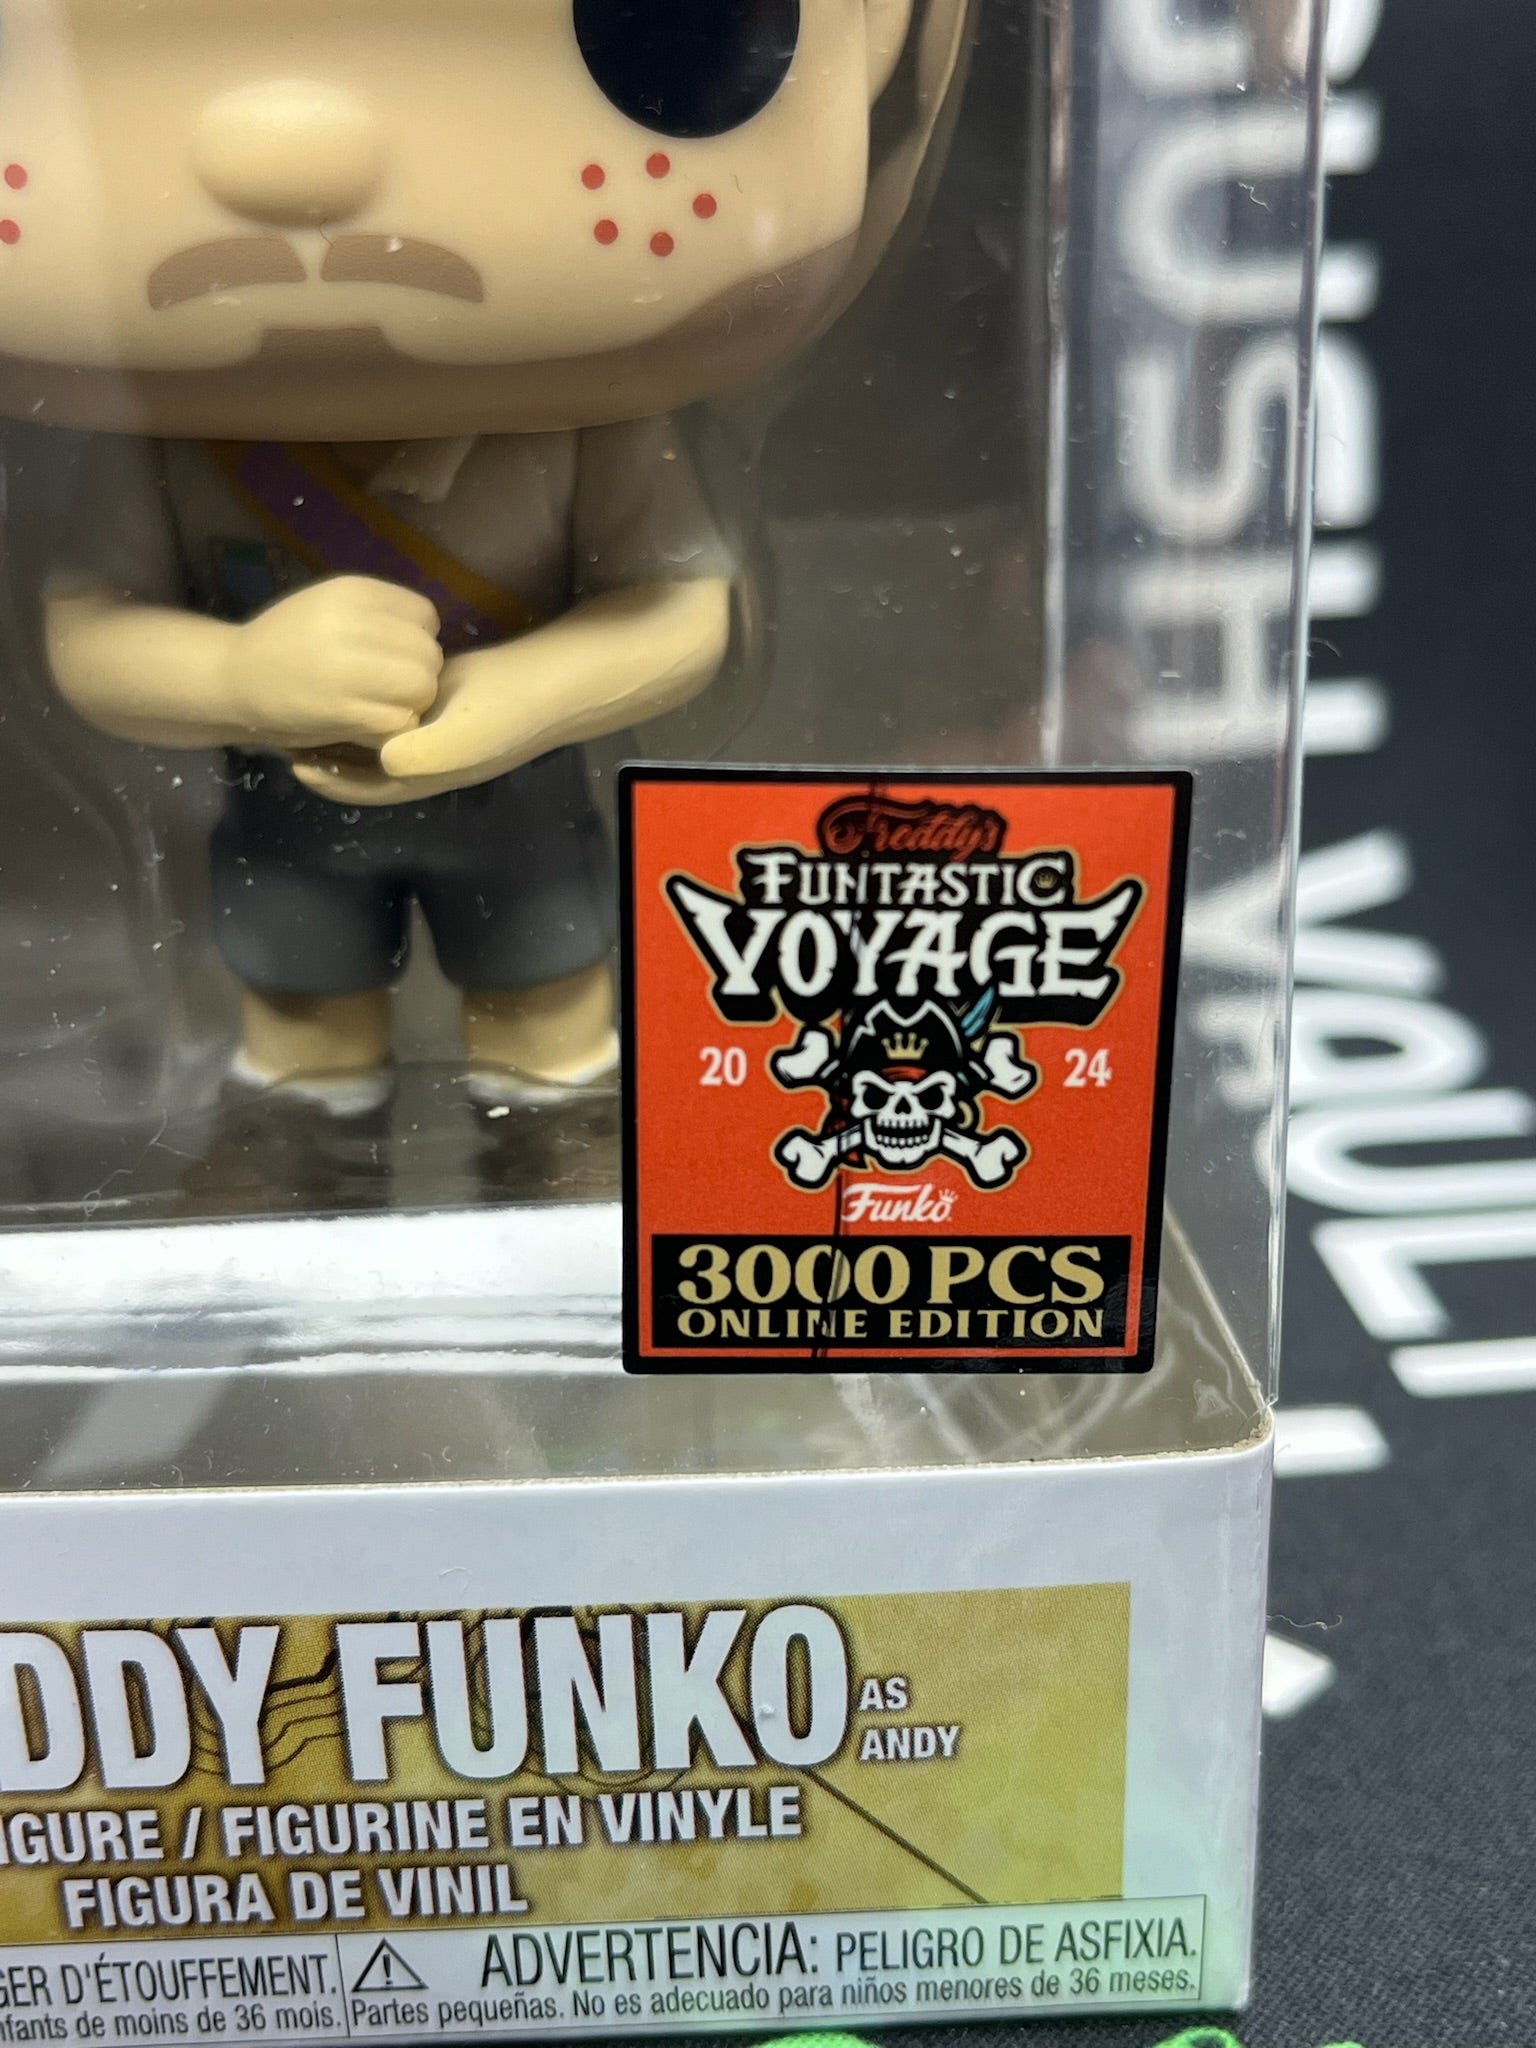 Freddy's
FUNTASTIC
VOYAGE
20 24
Funko
3000 PCS
ONLINE EDITION
DDY FUNKO AS
ANDY
IGURE / FIGURINE EN VINYLE
FIGURA DE VINIL
GER D'ÉTOUFFEMENT.
nfants de moins de 36 mois.
ADVERTENCIA: PELIGRO DE ASFIXIA.
Partes pequeñas. No es adecuado para niños menores de 36 meses.